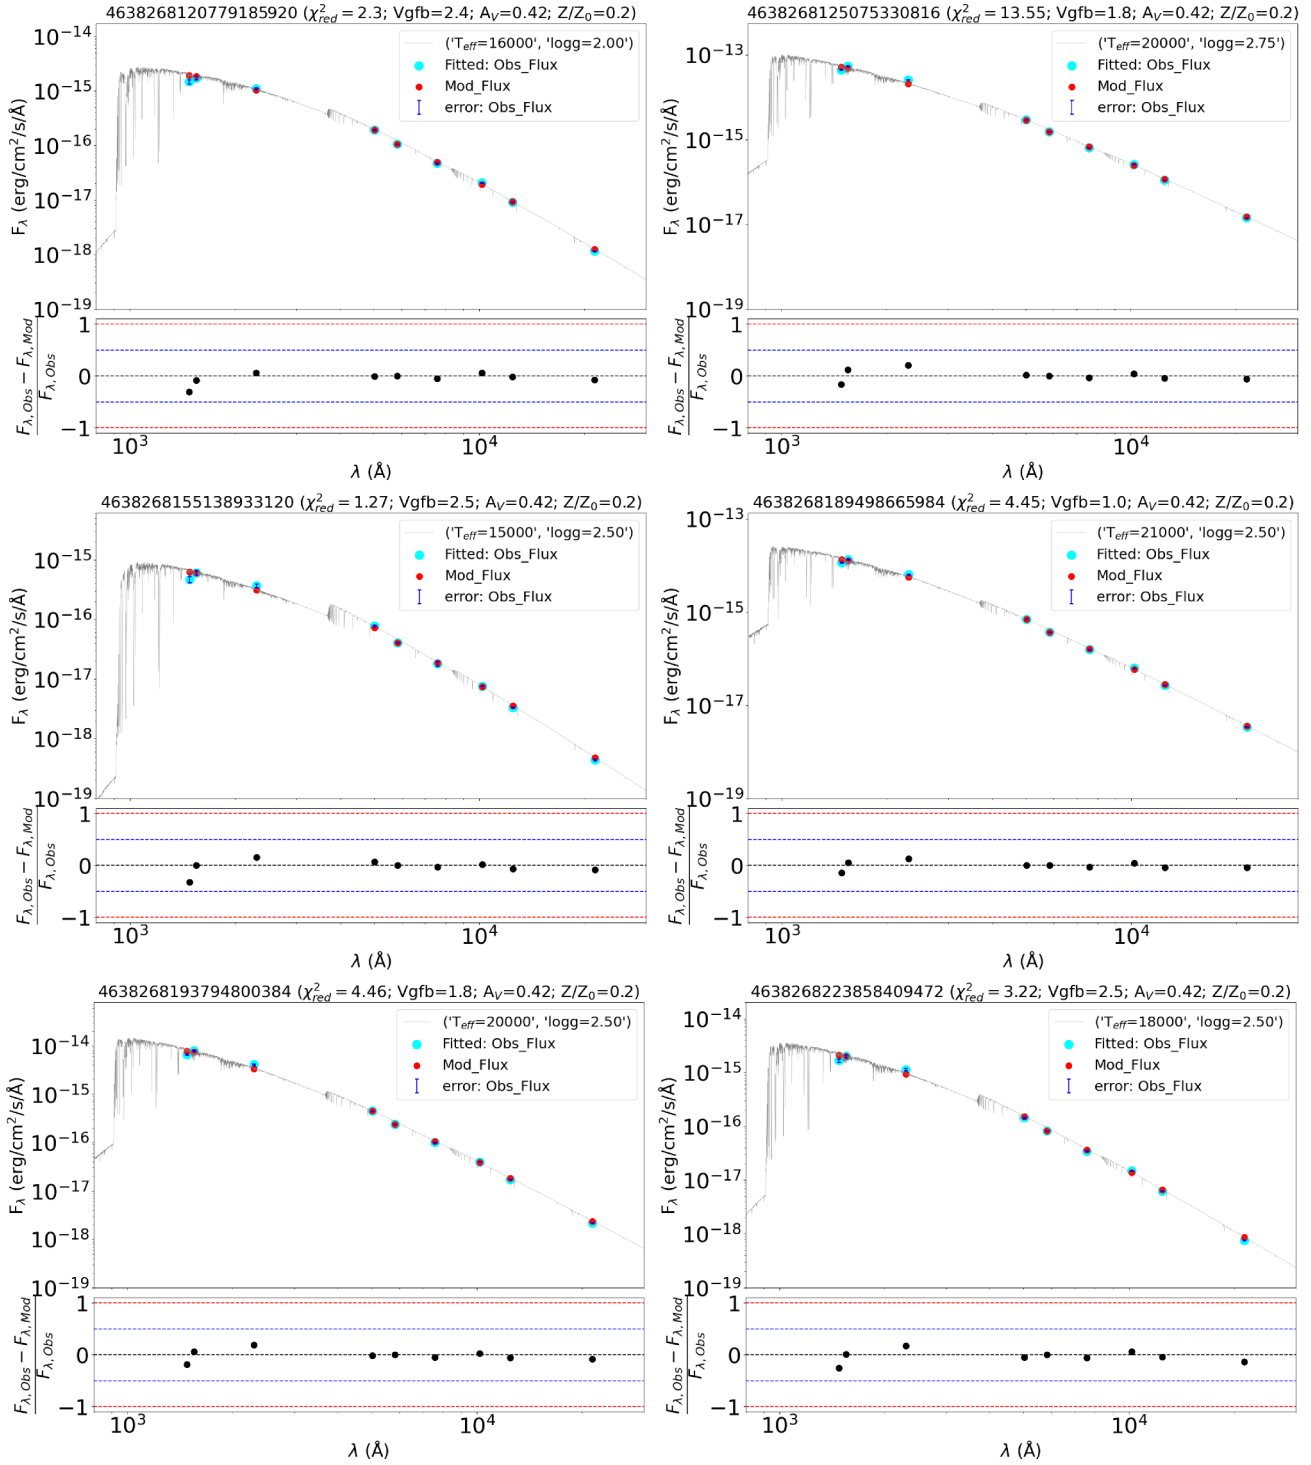 4638268120779185920 (χ²red = 2.3; Vgfb=2.4; AV=0.42; Z/Z0=0.2)
10−14
10−15
10−16
10−17
10−18
10−19
Fλ (erg/cm2/s/Å)
('Teff=16000', 'logg=2.00')
Fitted: Obs_Flux
Mod_Flux
error: Obs_Flux
1
0
−1
Fλ,Obs − Fλ,Mod
Fλ,Obs
103
104
λ (Å)
4638268125075330816 (χ²red = 13.55; Vgfb=1.8; AV=0.42; Z/Z0=0.2)
10−13
10−15
10−17
10−19
Fλ (erg/cm2/s/Å)
('Teff=20000', 'logg=2.75')
Fitted: Obs_Flux
Mod_Flux
error: Obs_Flux
1
0
−1
Fλ,Obs − Fλ,Mod
Fλ,Obs
103
104
λ (Å)
4638268155138933120 (χ²red = 1.27; Vgfb=2.5; AV=0.42; Z/Z0=0.2)
10−15
10−16
10−17
10−18
10−19
Fλ (erg/cm2/s/Å)
('Teff=15000', 'logg=2.50')
Fitted: Obs_Flux
Mod_Flux
error: Obs_Flux
1
0
−1
Fλ,Obs − Fλ,Mod
Fλ,Obs
103
104
λ (Å)
4638268189498665984 (χ²red = 4.45; Vgfb=1.0; AV=0.42; Z/Z0=0.2)
10−13
10−15
10−17
10−19
Fλ (erg/cm2/s/Å)
('Teff=21000', 'logg=2.50')
Fitted: Obs_Flux
Mod_Flux
error: Obs_Flux
1
0
−1
Fλ,Obs − Fλ,Mod
Fλ,Obs
103
104
λ (Å)
4638268193794800384 (χ²red = 4.46; Vgfb=1.8; AV=0.42; Z/Z0=0.2)
10−14
10−15
10−16
10−17
10−18
10−19
Fλ (erg/cm2/s/Å)
('Teff=20000', 'logg=2.50')
Fitted: Obs_Flux
Mod_Flux
error: Obs_Flux
1
0
−1
Fλ,Obs − Fλ,Mod
Fλ,Obs
103
104
λ (Å)
4638268223858409472 (χ²red = 3.22; Vgfb=2.5; AV=0.42; Z/Z0=0.2)
10−14
10−15
10−16
10−17
10−18
10−19
Fλ (erg/cm2/s/Å)
('Teff=18000', 'logg=2.50')
Fitted: Obs_Flux
Mod_Flux
error: Obs_Flux
1
0
−1
Fλ,Obs − Fλ,Mod
Fλ,Obs
103
104
λ (Å)